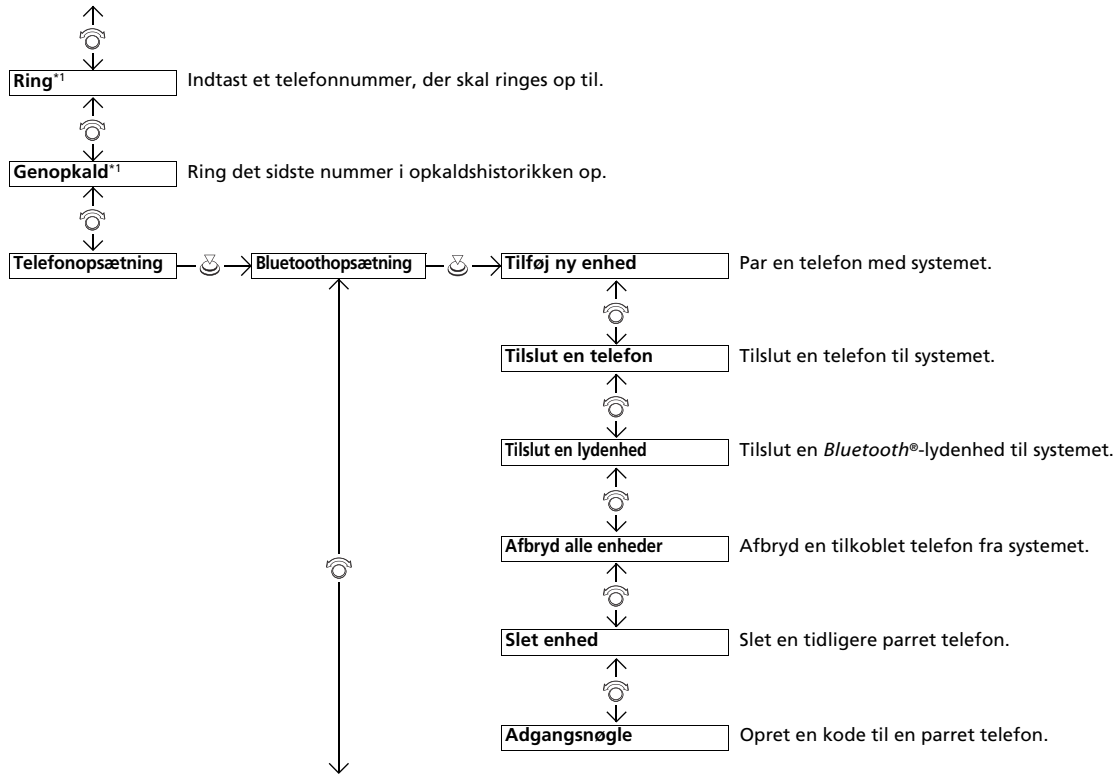 Ring*1 Indtast et telefonnummer, der skal ringes op til.
Genopkald*1 Ring det sidste nummer i opkaldshistorikken op.
Telefonopsætning Bluetoothopsætning Tilføj ny enhed Par en telefon med systemet.
Tilslut en telefon Tilslut en telefon til systemet.
Tilslut en lydenhed Tilslut en Bluetooth®-lydenhed til systemet.
Afbryd alle enheder Afbryd en tilkoblet telefon fra systemet.
Slet enhed Slet en tidligere parret telefon.
Adgangsnøgle Opret en kode til en parret telefon.